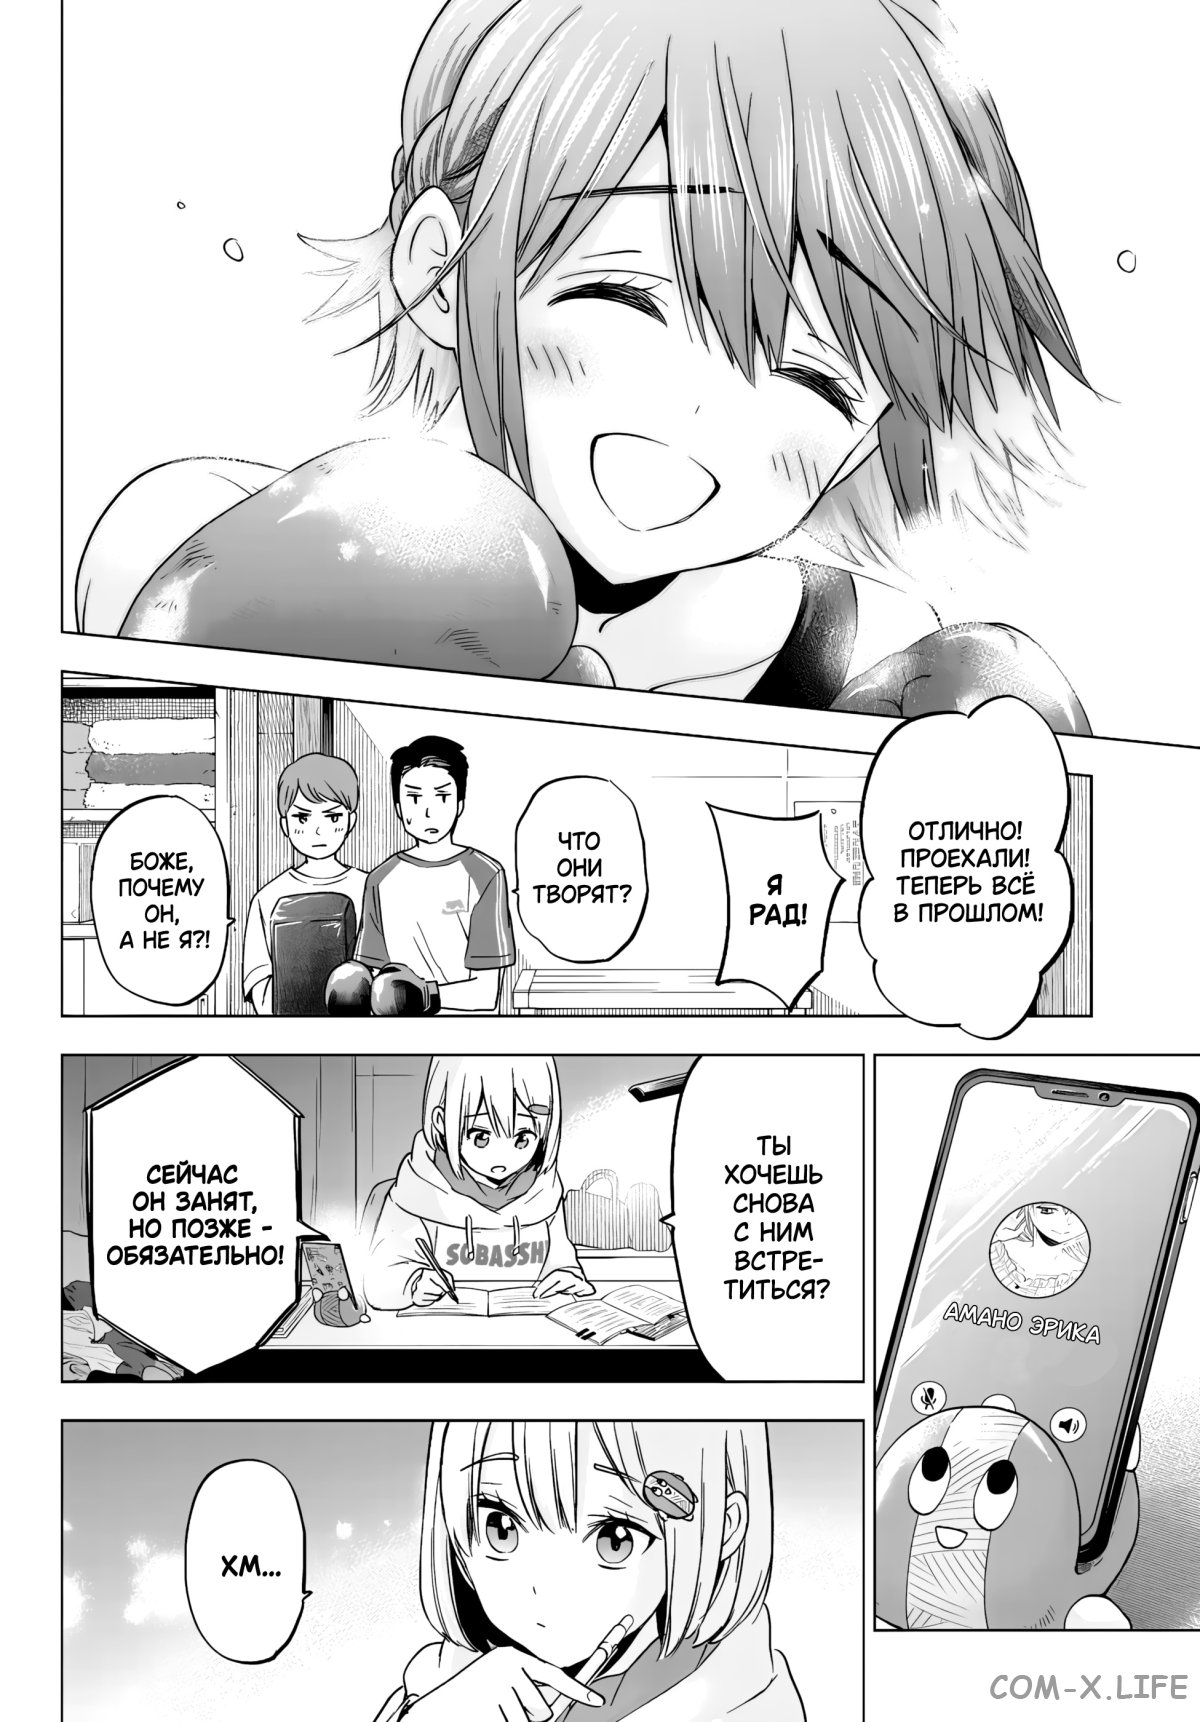 ОТЛИЧНО!
ПРОЕХАЛИ!
ТЕПЕРЬ ВСЁ
В ПРОШЛОМ!
Я
РАД!
ЧТО
ОНИ
ТВОРЯТ?
БОЖЕ,
ПОЧЕМУ
ОН,
А НЕ Я?!
АМАНО ЭРИКА
ТЫ
ХОЧЕШЬ
СНОВА
С НИМ
ВСТРЕ-
ТИТЬСЯ?
SOBASSH
СЕЙЧАС
ОН ЗАНЯТ,
НО ПОЗЖЕ -
ОБЯЗАТЕЛЬНО!
ХМ...
COM-X.LIFE